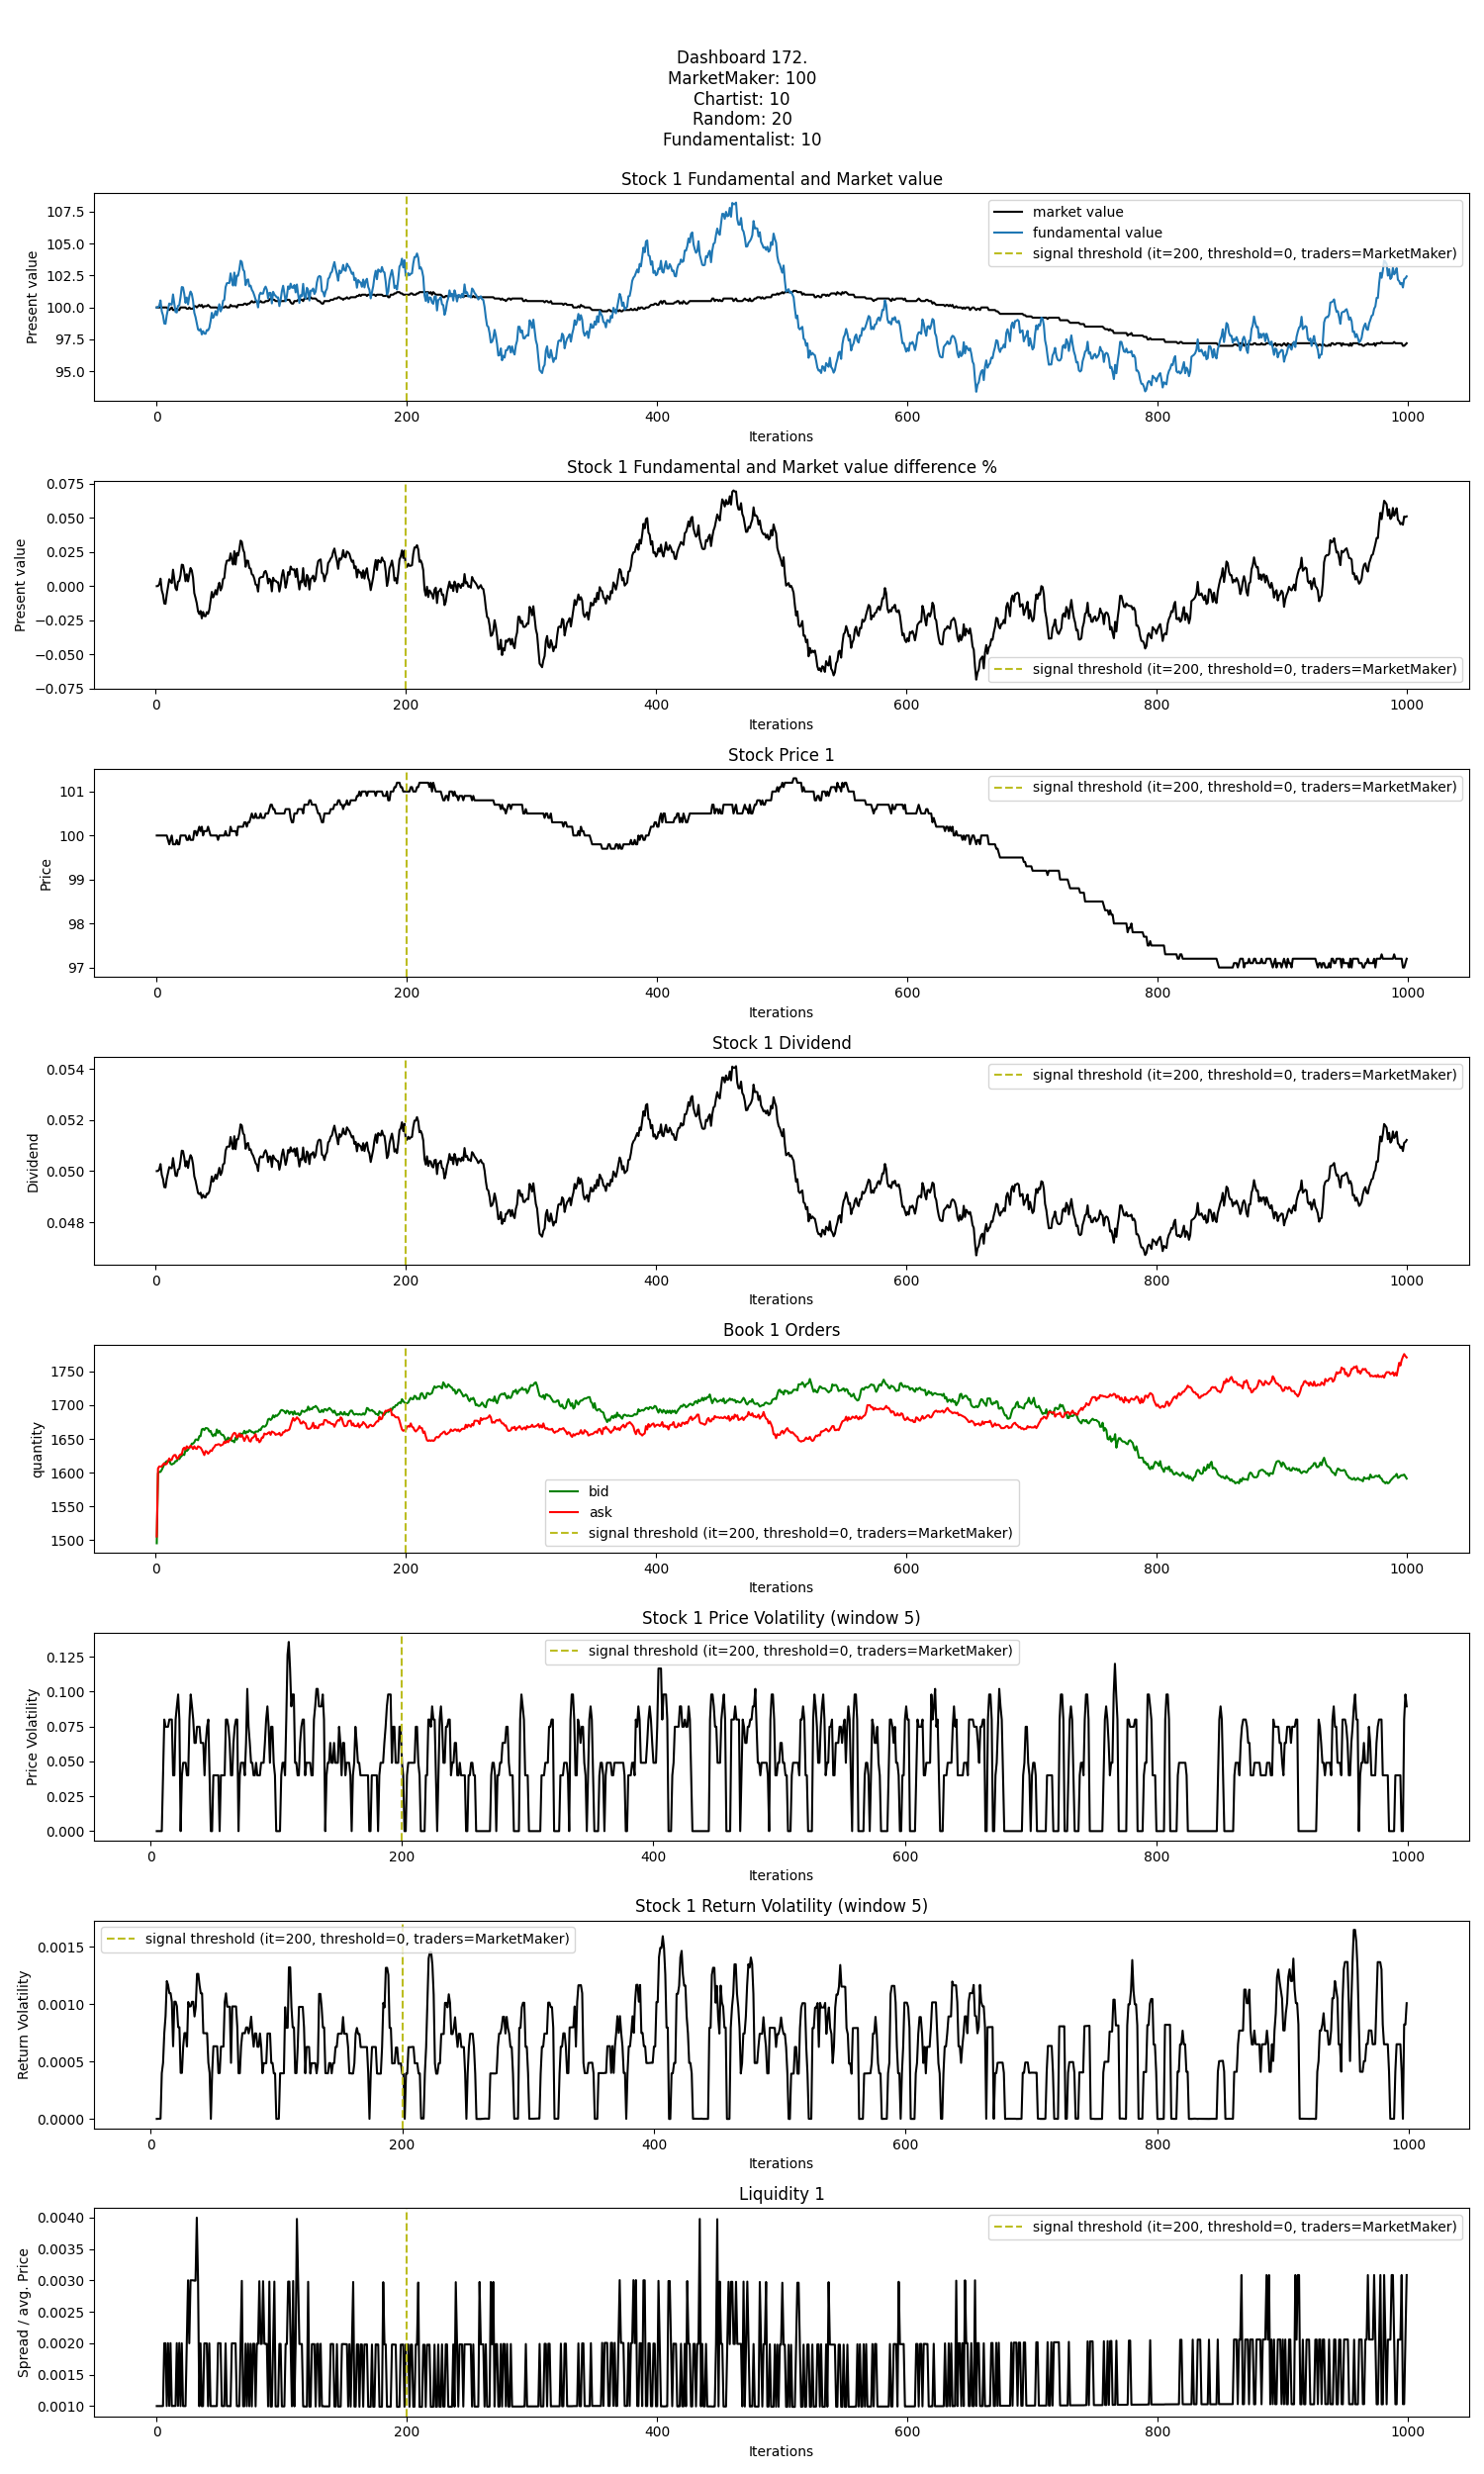 Dashboard 172.
MarketMaker: 100
Chartist: 10
Random: 20
Fundamentalist: 10
Stock 1 Fundamental and Market value
Present value
107.5
105.0
102.5
100.0
97.5
95.0
market value
fundamental value
signal threshold (it=200, threshold=0, traders=MarketMaker)
0 200 400 600 800 1000
Iterations
Stock 1 Fundamental and Market value difference %
Present value
0.075
0.050
0.025
0.000
−0.025
−0.050
−0.075
signal threshold (it=200, threshold=0, traders=MarketMaker)
0 200 400 600 800 1000
Iterations
Stock Price 1
Price
101
100
99
98
97
signal threshold (it=200, threshold=0, traders=MarketMaker)
0 200 400 600 800 1000
Iterations
Stock 1 Dividend
Dividend
0.054
0.052
0.050
0.048
signal threshold (it=200, threshold=0, traders=MarketMaker)
0 200 400 600 800 1000
Iterations
Book 1 Orders
quantity
1750
1700
1650
1600
1550
1500
bid
ask
signal threshold (it=200, threshold=0, traders=MarketMaker)
0 200 400 600 800 1000
Iterations
Stock 1 Price Volatility (window 5)
Price Volatility
0.125
0.100
0.075
0.050
0.025
0.000
signal threshold (it=200, threshold=0, traders=MarketMaker)
0 200 400 600 800 1000
Iterations
Stock 1 Return Volatility (window 5)
Return Volatility
0.0015
0.0010
0.0005
0.0000
signal threshold (it=200, threshold=0, traders=MarketMaker)
0 200 400 600 800 1000
Iterations
Liquidity 1
Spread / avg. Price
0.0040
0.0035
0.0030
0.0025
0.0020
0.0015
0.0010
signal threshold (it=200, threshold=0, traders=MarketMaker)
0 200 400 600 800 1000
Iterations